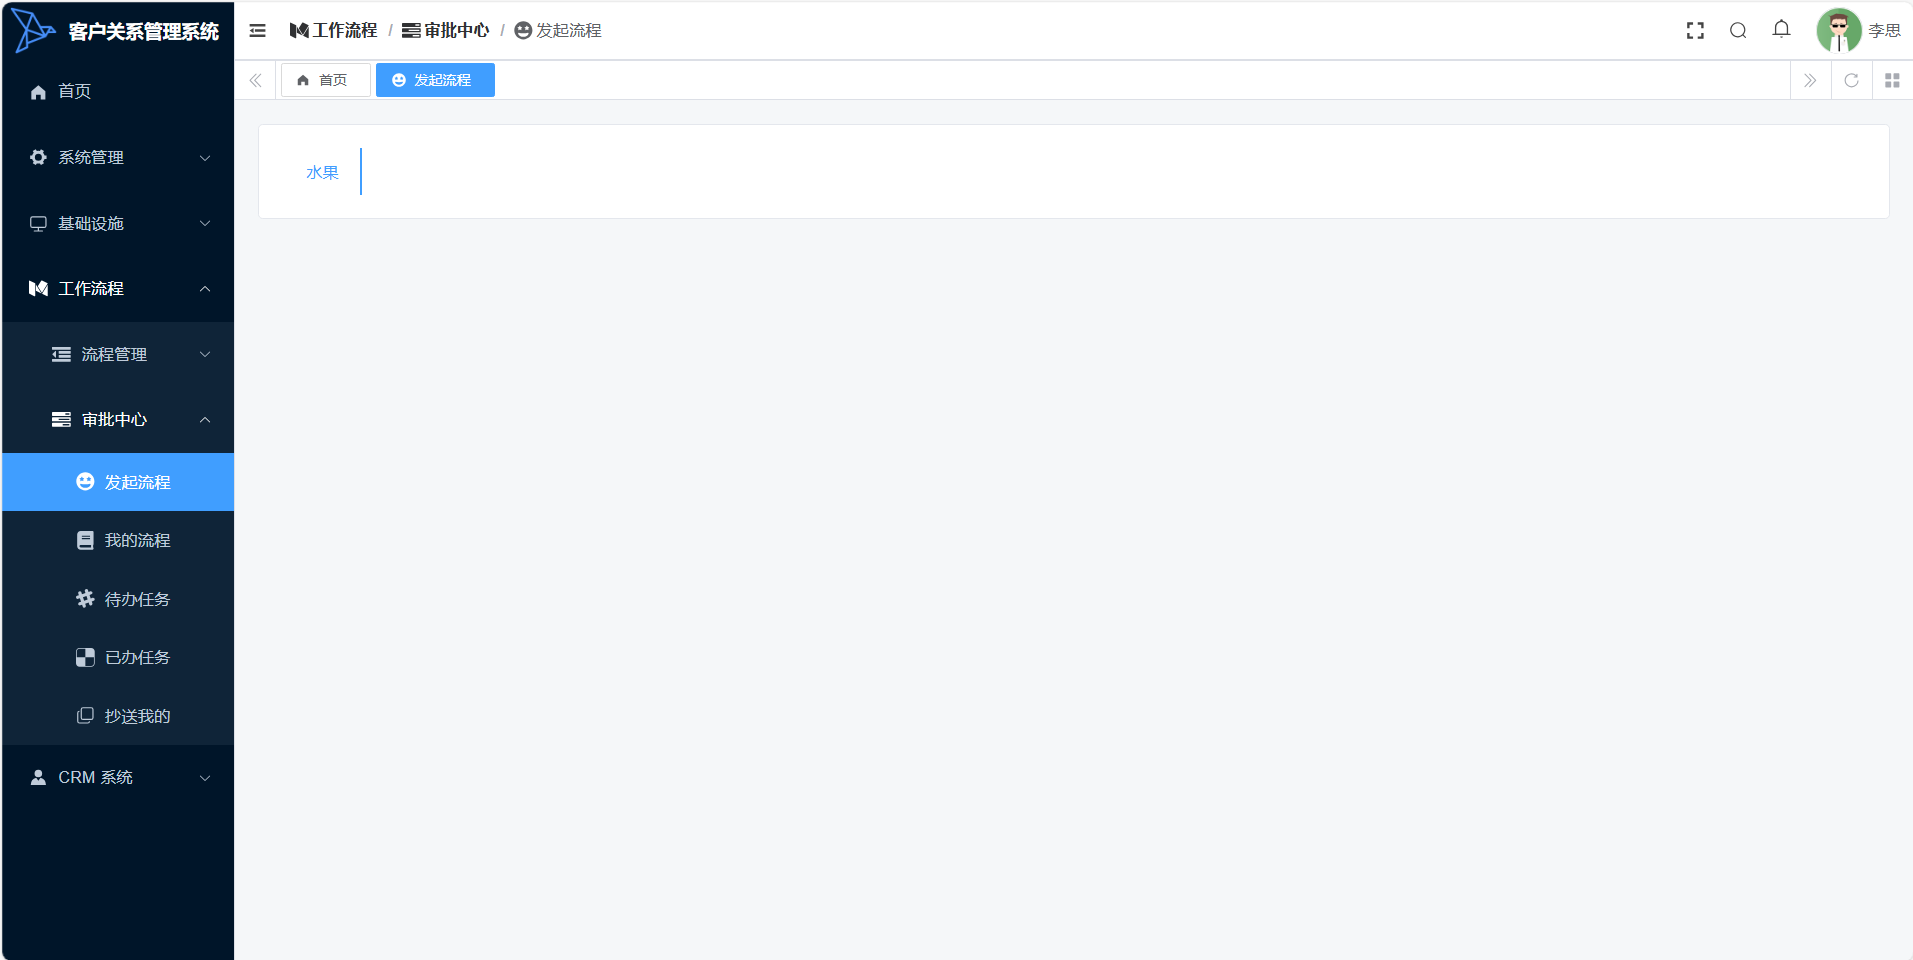 客户关系管理系统
工作流程 / 审批中心 / 发起流程
李思
首页
发起流程
首页
系统管理
基础设施
工作流程
流程管理
审批中心
发起流程
我的流程
待办任务
已办任务
抄送我的
CRM 系统
水果